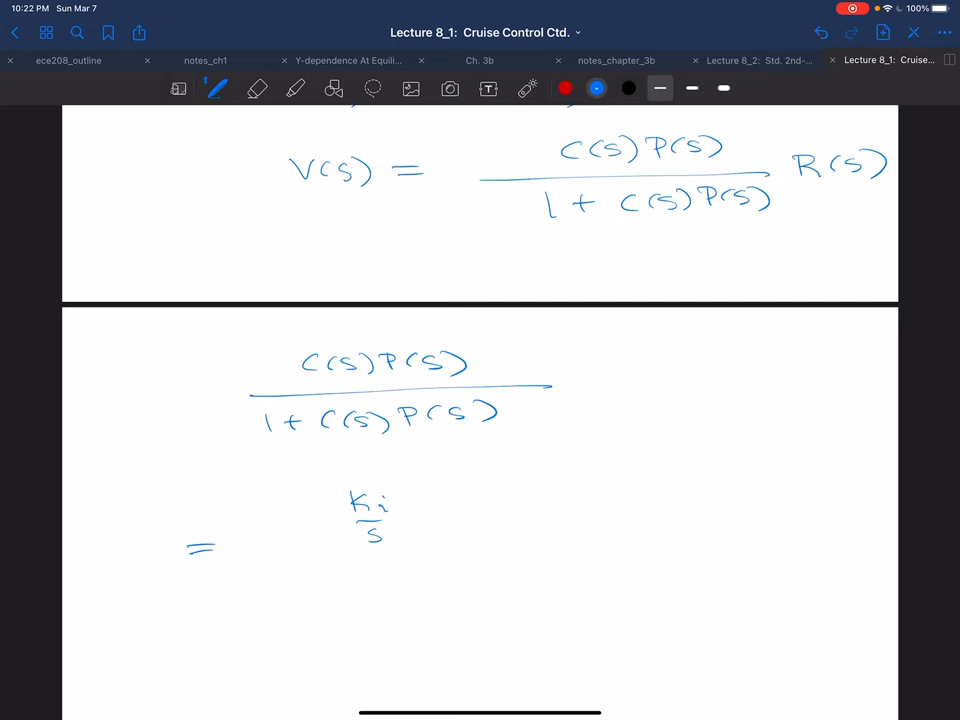 10:22 PM Sun Mar 7
100%
Lecture 8_1: Cruise Control Ctd.
ece208_outline
notes_ch1
Y-dependence At Equili...
Ch. 3b
notes_chapter_3b
Lecture 8_2: Std. 2nd-...
Lecture 8_1: Cruise...
T
V(s) = C(s)P(s) / 1 + C(s)P(s) R(s)
C(s)P(s)
1 + C(s)P(s)
Ki
= s